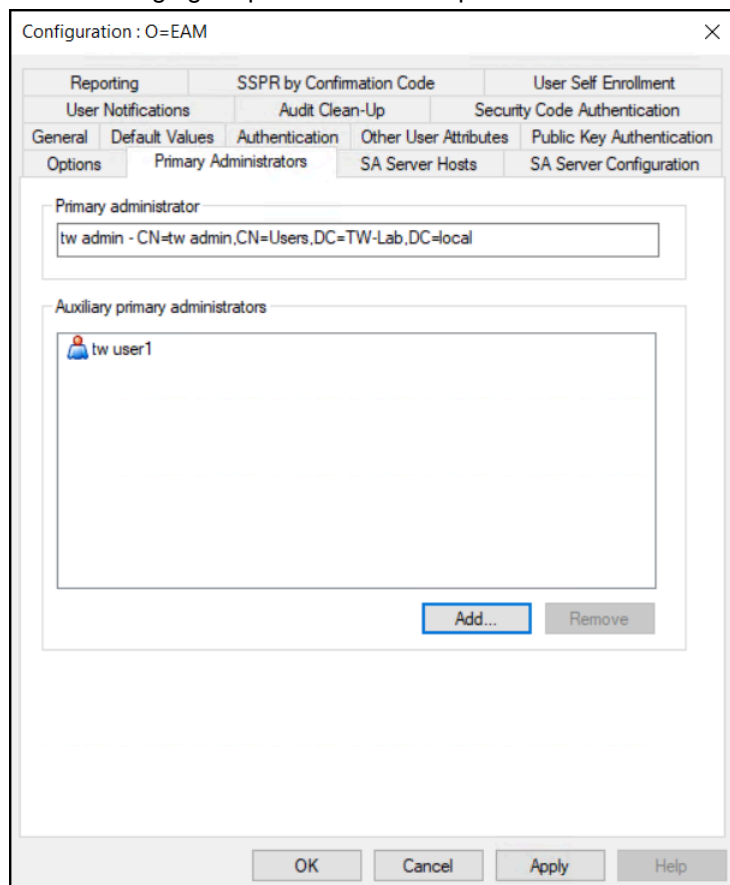 Configuration : O=EAM
Reporting SSPR by Confirmation Code User Self Enrollment
User Notifications Audit Clean-Up Security Code Authentication
General Default Values Authentication Other User Attributes Public Key Authentication
Options Primary Administrators SA Server Hosts SA Server Configuration
Primary administrator
tw admin - CN=tw admin,CN=Users,DC=TW-Lab,DC=local
Auxiliary primary administrators
tw user1
Add... Remove
OK Cancel Apply Help